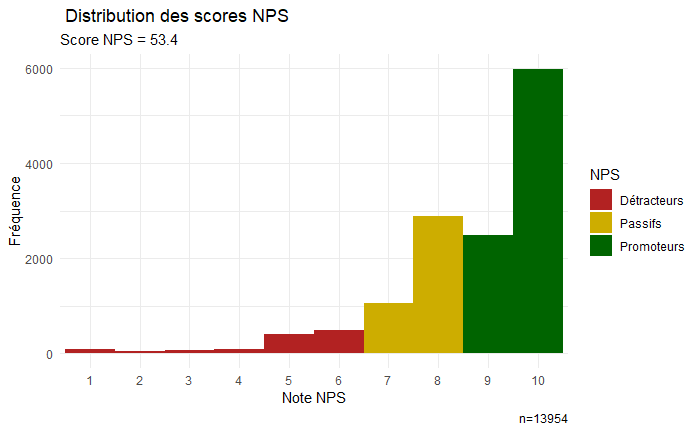 Distribution des scores NPS
Score NPS = 53.4
6000
4000
2000
0
Fréquence
1 2 3 4 5 6 7 8 9 10
Note NPS
NPS
Détracteurs
Passifs
Promoteurs
n=13954